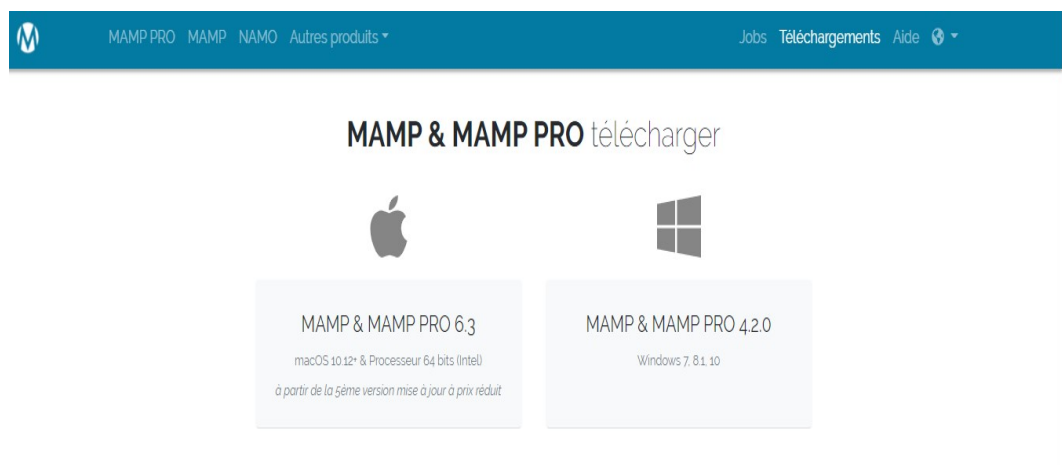 MAMP PRO MAMP NAMO Autres produits Jobs Téléchargements Aide
MAMP & MAMP PRO télécharger
MAMP & MAMP PRO 6.3
macOS 10.12+ & Processeur 64 bits (Intel)
à partir de la 5ème version mise à jour à prix réduit
MAMP & MAMP PRO 4.2.0
Windows 7, 8.1, 10